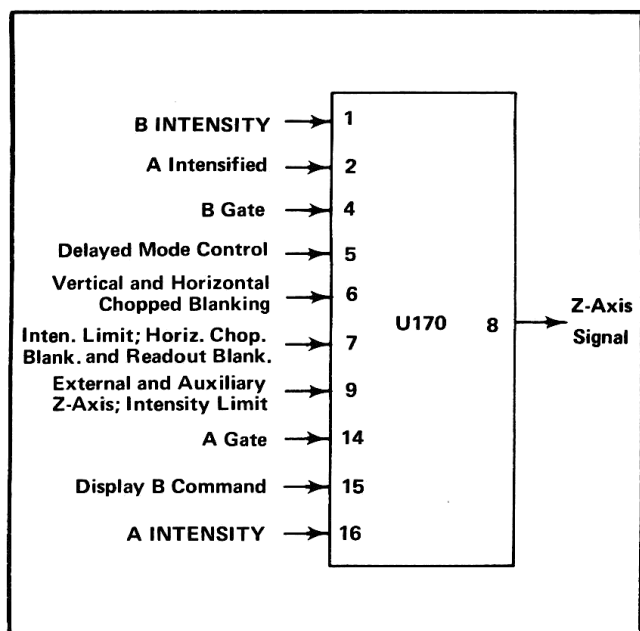 B INTENSITY 1
A Intensified 2
B Gate 4
Delayed Mode Control 5
Vertical and Horizontal
Chopped Blanking 6
Inten. Limit; Horiz. Chop.
Blank. and Readout Blank. 7
External and Auxiliary
Z-Axis; Intensity Limit 9
A Gate 14
Display B Command 15
A INTENSITY 16
U170 8
Z-Axis
Signal